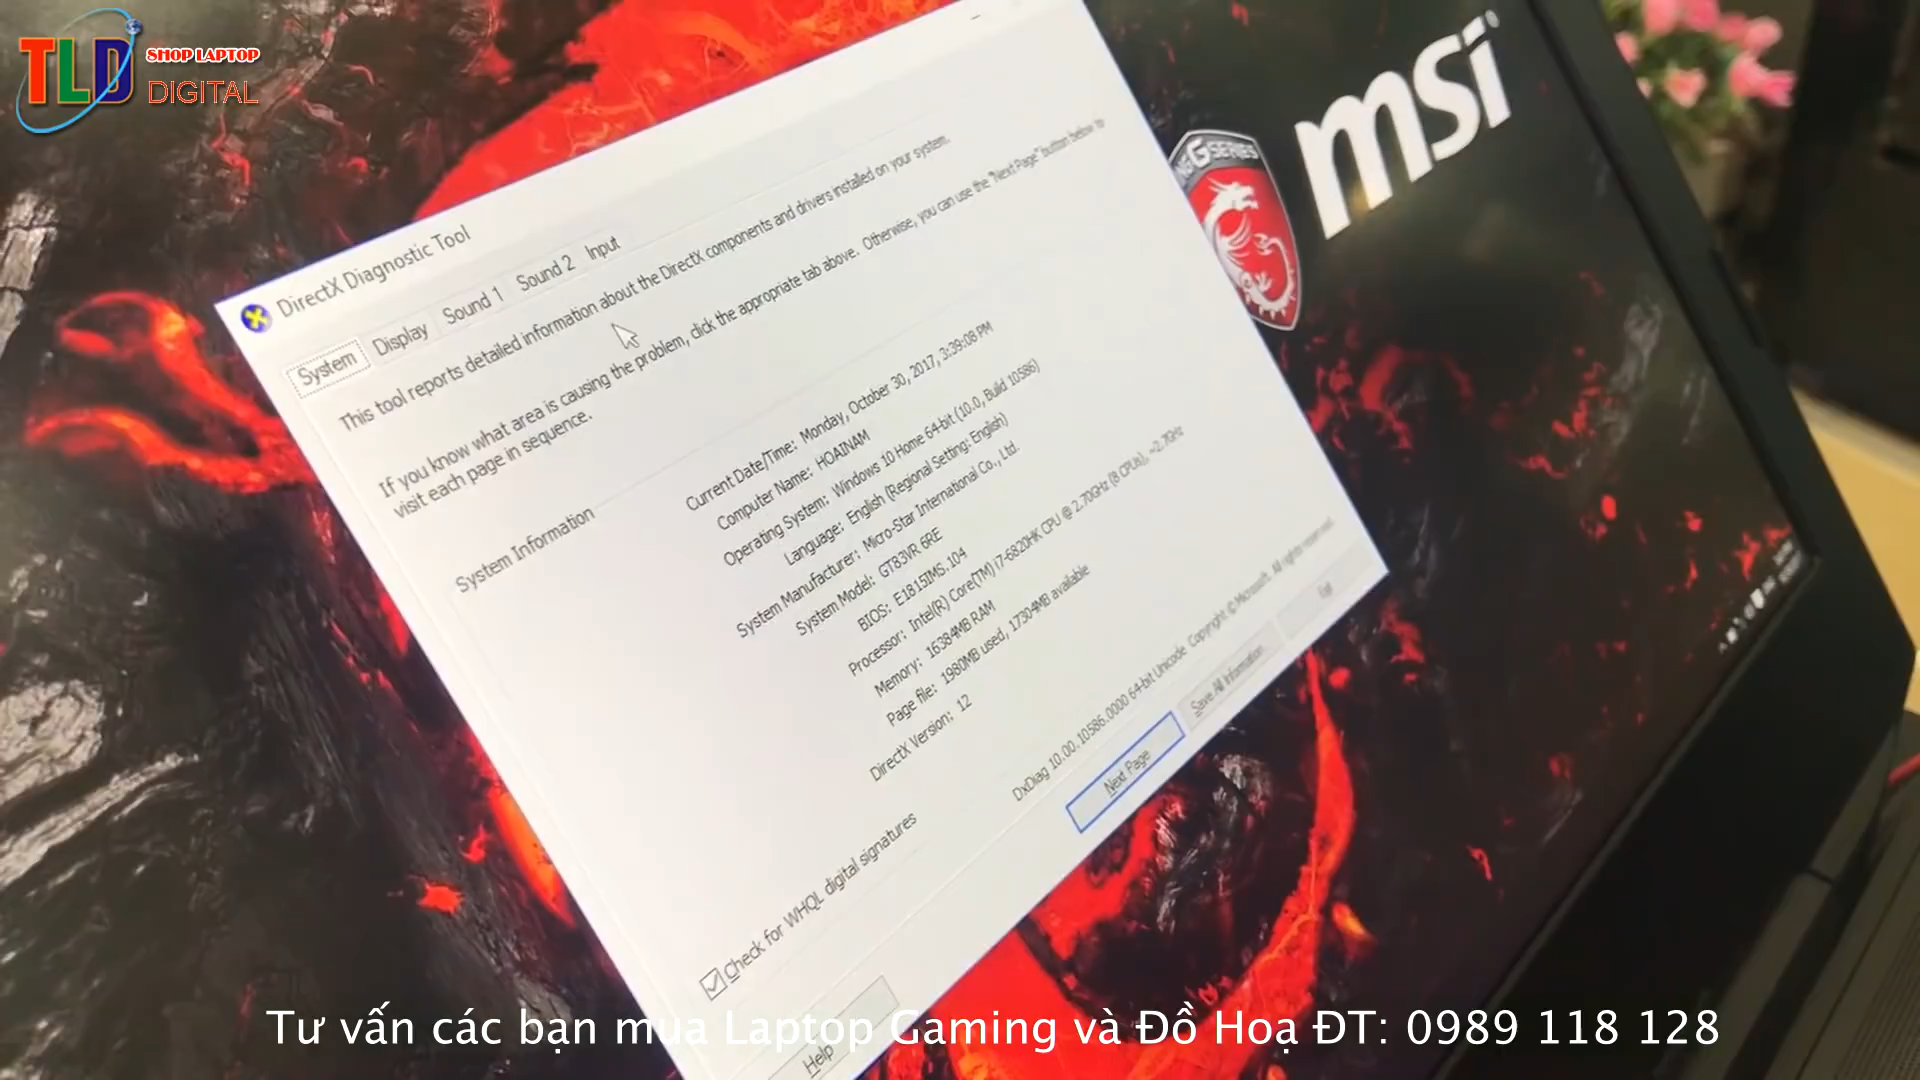 TLD
SHOP LAPTOP
DIGITAL
msi
G SERIES
DirectX Diagnostic Tool
System
Display
Sound 1
Sound 2
Input
This tool reports detailed information about the DirectX components and drivers installed on your system.
If you know what area is causing the problem, click the appropriate tab above. Otherwise, you can use the "Next Page" button below to
visit each page in sequence.
System Information
Current Date/Time: Monday, October 30, 2017, 3:39:08 PM
Computer Name: HOAINAM
Operating System: Windows 10 Home 64-bit (10.0, Build 10586)
Language: English (Regional Setting: English)
System Manufacturer: Micro-Star International Co., Ltd.
System Model: GT83VR 6RE
BIOS: E1815IMS.104
Processor: Intel(R) Core(TM) i7-6820HK CPU @ 2.70GHz (8 CPUs), ~2.7GHz
Memory: 16384MB RAM
Page file: 1980MB used, 17304MB available
DirectX Version: 12
Check for WHQL digital signatures
DxDiag 10.00.10586.0000 64-bit Unicode Copyright © Microsoft. All rights reserved.
Help
Next Page
Save All Information
Exit
Tư vấn các bạn mua Laptop Gaming và Đồ Hoạ ĐT: 0989 118 128